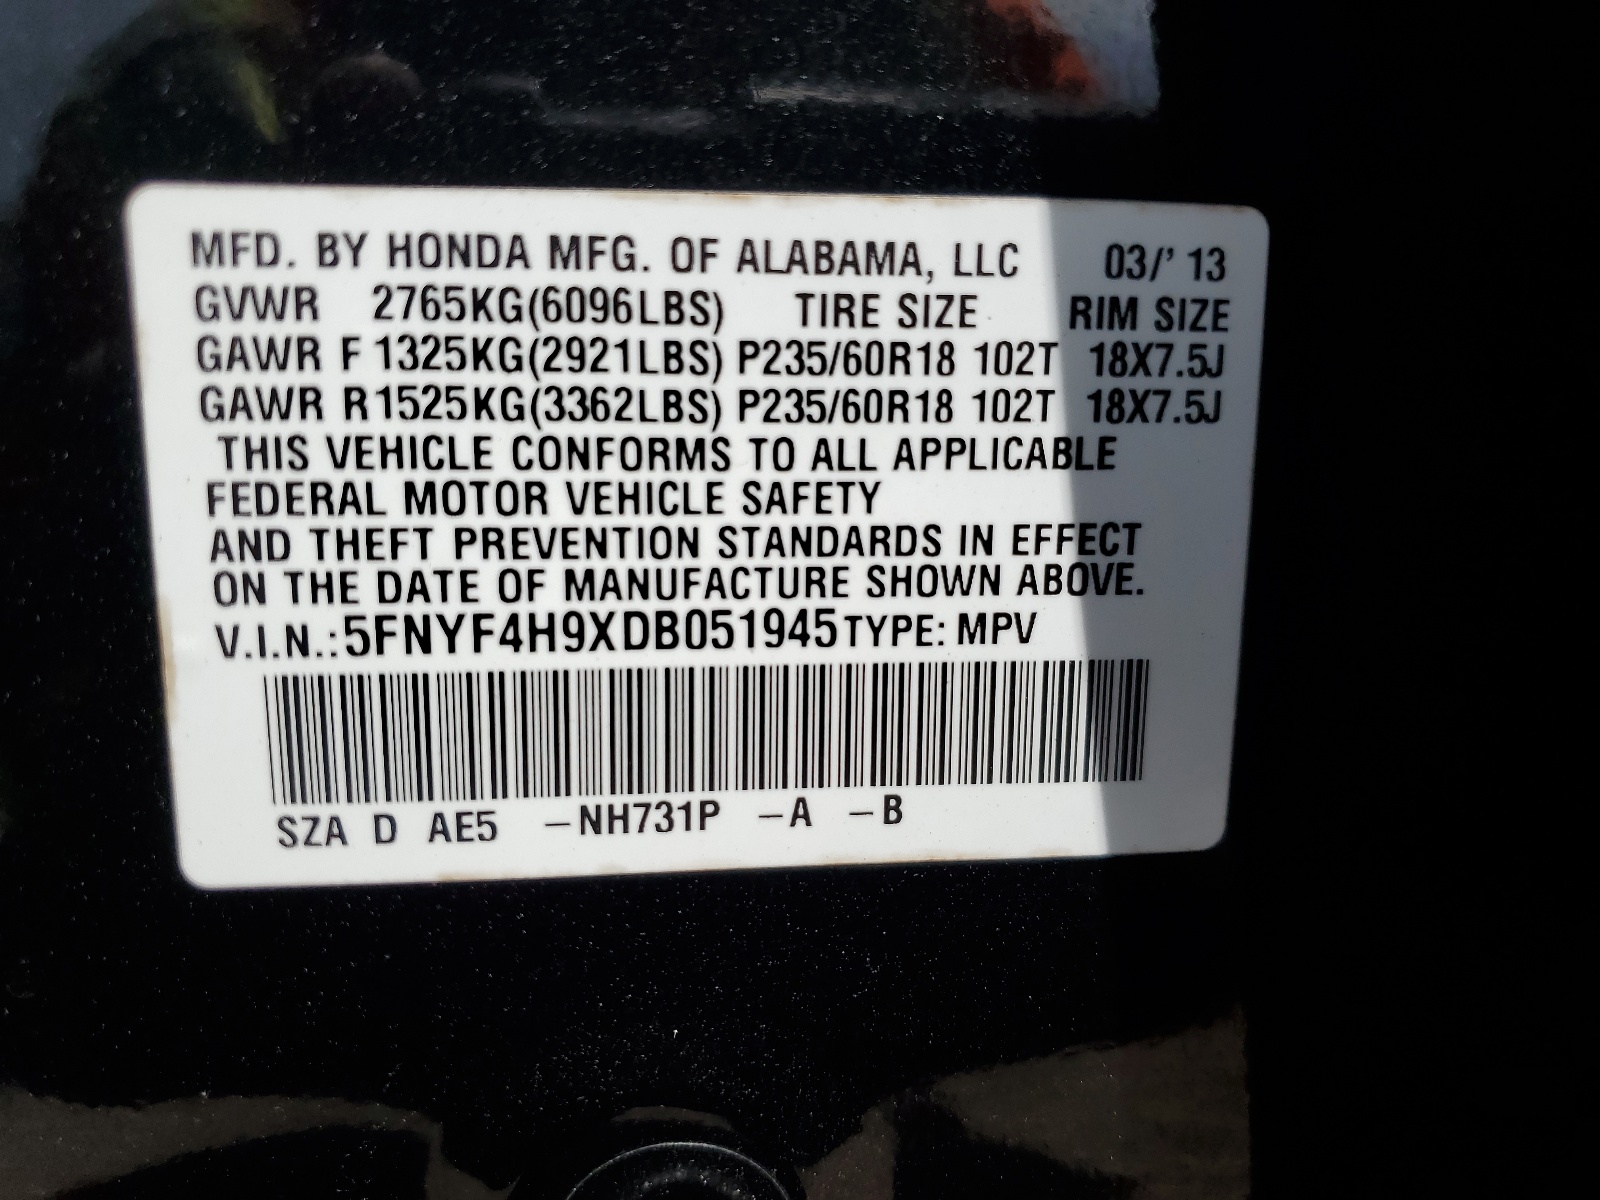 MFD. BY HONDA MFG. OF ALABAMA, LLC 03/' 13
GVWR 2765KG(6096LBS) TIRE SIZE RIM SIZE
GAWR F 1325KG(2921LBS) P235/60R18 102T 18X7.5J
GAWR R1525KG(3362LBS) P235/60R18 102T 18X7.5J
THIS VEHICLE CONFORMS TO ALL APPLICABLE
FEDERAL MOTOR VEHICLE SAFETY
AND THEFT PREVENTION STANDARDS IN EFFECT
ON THE DATE OF MANUFACTURE SHOWN ABOVE.
V.I.N.:5FNYF4H9XDB051945TYPE: MPV
SZA D AE5 –NH731P –A –B